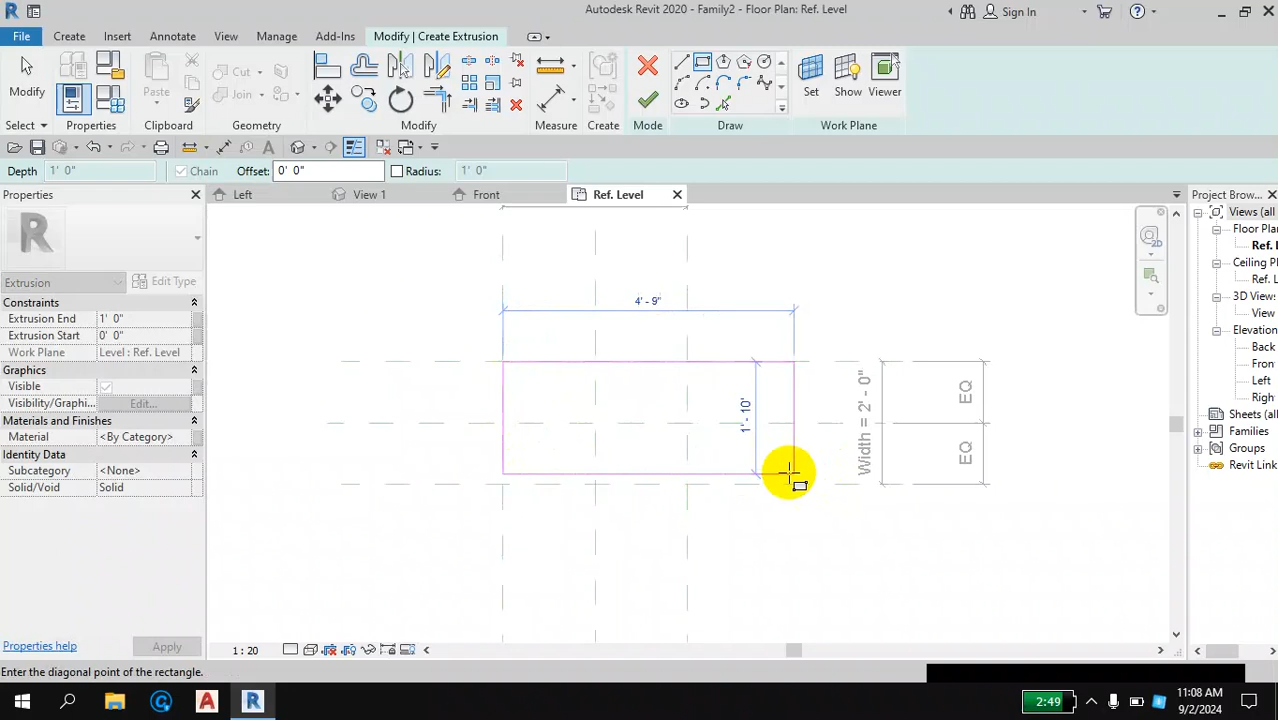 Autodesk Revit 2020 - Family2 - Floor Plan: Ref. Level
Sign In
File Create Insert Annotate View Manage Add-Ins Modify | Create Extrusion
Modify
Paste
Cut
Join
Set Show Viewer
Select Properties Clipboard Geometry Modify Measure Create Mode Draw Work Plane
Depth 1' 0" Chain Offset: 0' 0" Radius: 1' 0"
Properties
Left View 1 Front Ref. Level
Project Brow...
R
Extrusion Edit Type
Constraints
Extrusion End 1' 0"
Extrusion Start 0' 0"
Work Plane Level : Ref. Level
Graphics
Visible
Visibility/Graphi... Edit...
Materials and Finishes
Material <By Category>
Identity Data
Subcategory <None>
Solid/Void Solid
Properties help Apply
2D
4' - 9"
1' - 10"
Width = 2' - 0"
EQ
EQ
Views (all
Floor Plan
Ref. L
Ceiling P
Ref. L
3D Views:
View
Elevation
Back
Fron
Left
Righ
Sheets (all
Families
Groups
Revit Link
1 : 20
Enter the diagonal point of the rectangle.
2:49
11:08 AM
9/2/2024